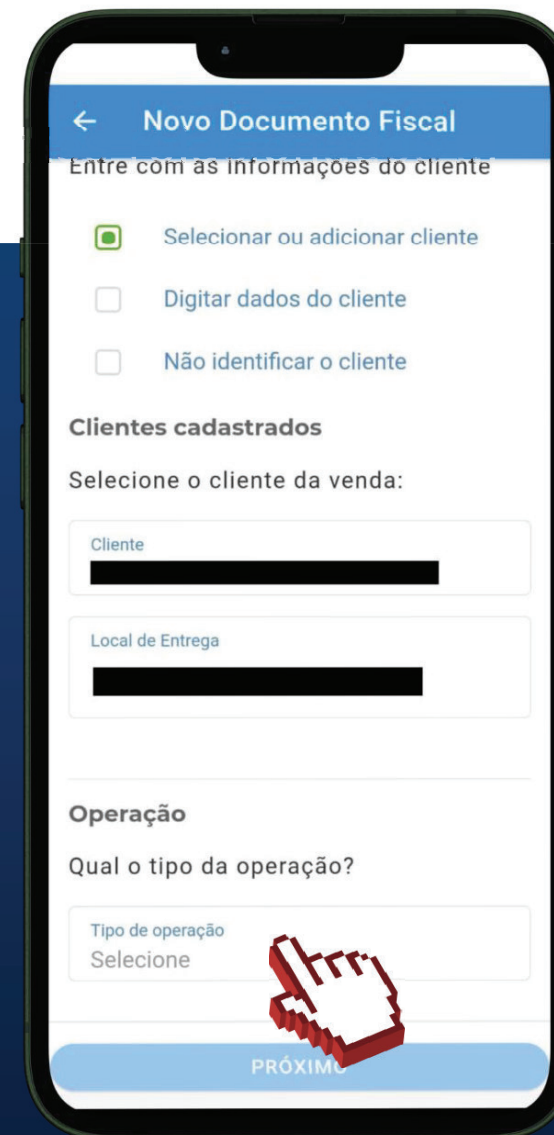 Novo Documento Fiscal
Entre com as informações do cliente
Selecionar ou adicionar cliente
Digitar dados do cliente
Não identificar o cliente
Clientes cadastrados
Selecione o cliente da venda:
Cliente
Local de Entrega
Operação
Qual o tipo da operação?
Tipo de operação
Selecione
PRÓXIMO